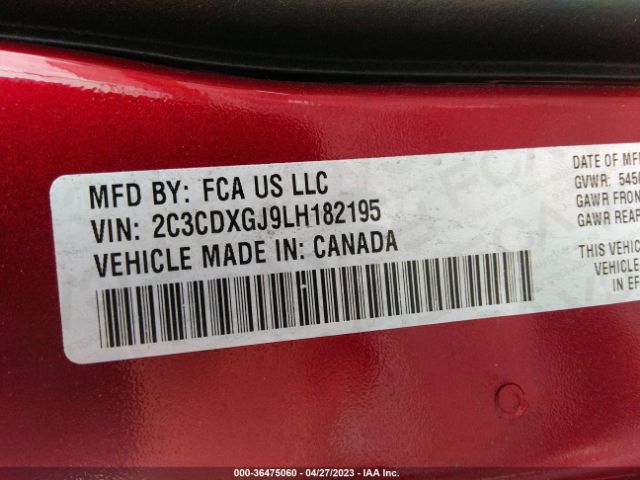 MFD BY: FCA US LLC
VIN: 2C3CDXGJ9LH182195
VEHICLE MADE IN: CANADA
DATE OF MF
GVWR: 545
GAWR FRON
GAWR REAR
THIS VEHIC
VEHICLE
IN EF
000-36475060 - 04/27/2023 - IAA Inc.